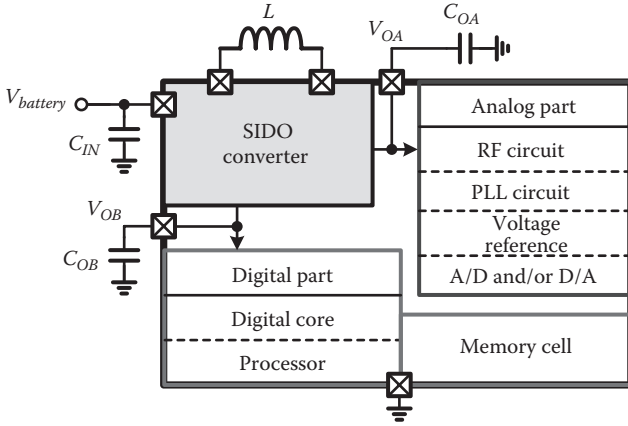 L
V_OA
C_OA
V_battery
C_IN
SIDO
converter
Analog part
RF circuit
PLL circuit
Voltage
reference
A/D and/or D/A
V_OB
C_OB
Digital part
Digital core
Processor
Memory cell